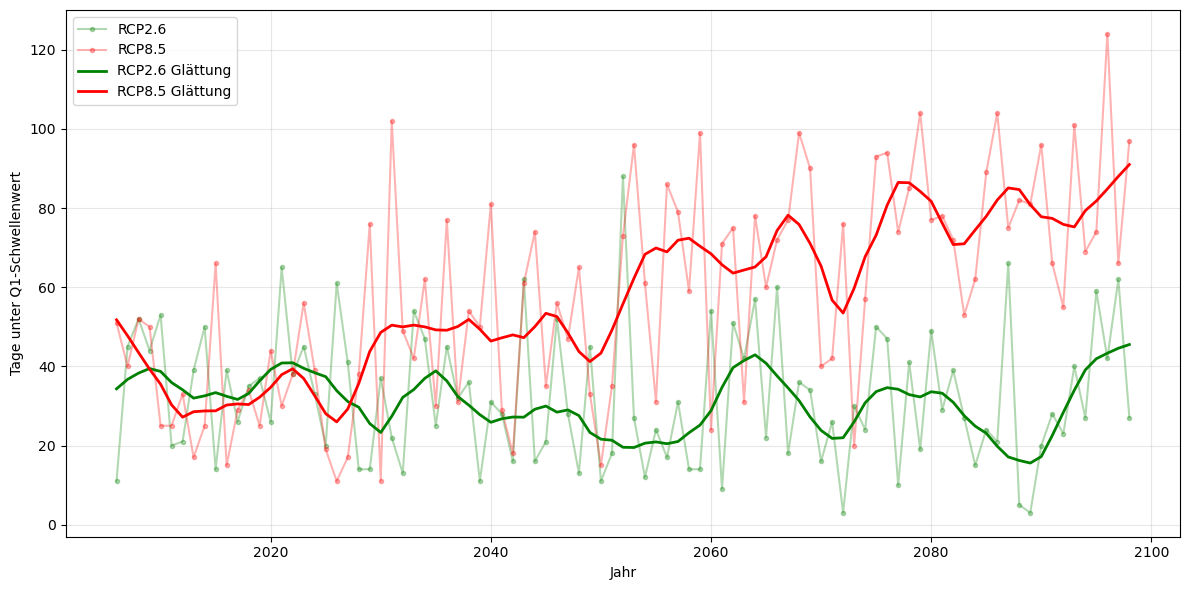 RCP2.6
RCP8.5
RCP2.6 Glättung
RCP8.5 Glättung
Tage unter Q1-Schwellenwert
120
100
80
60
40
20
0
2020
2040
2060
2080
2100
Jahr